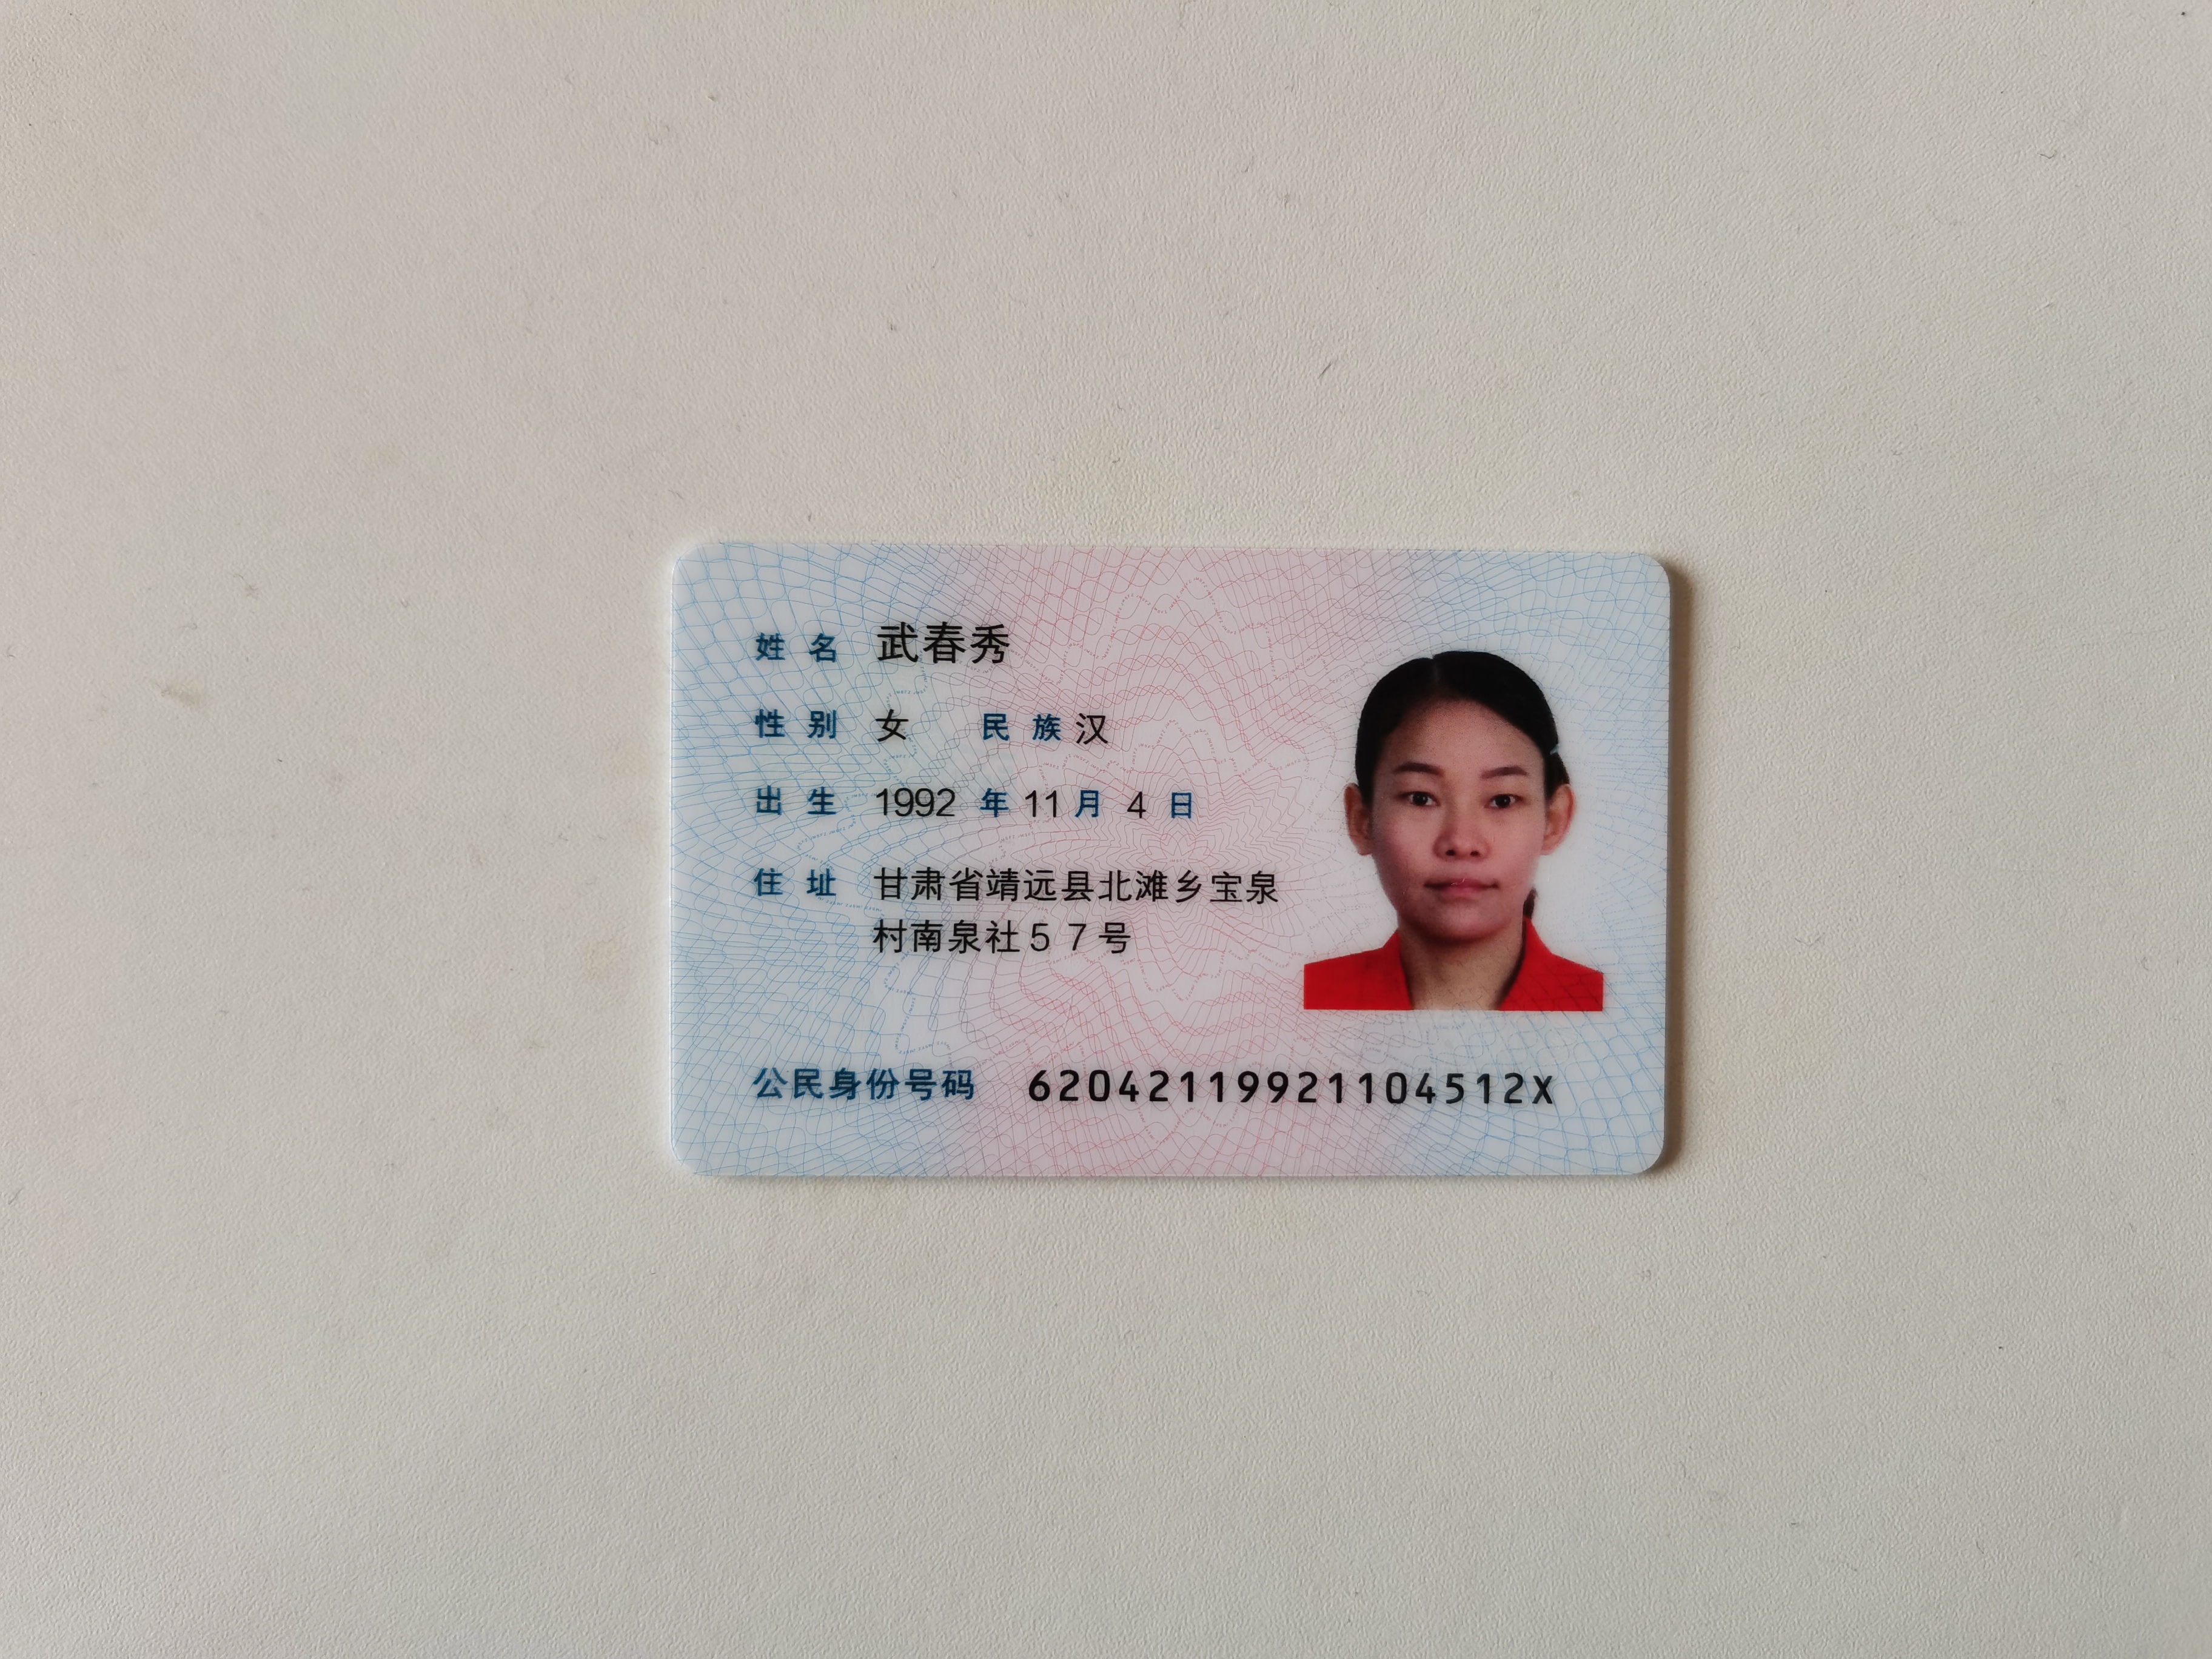 姓名 武春秀
性别 女 民族 汉
出生 1992 年 11 月 4 日
住址 甘肃省靖远县北滩乡宝泉
村南泉社57号
公民身份号码 62042119921104512X